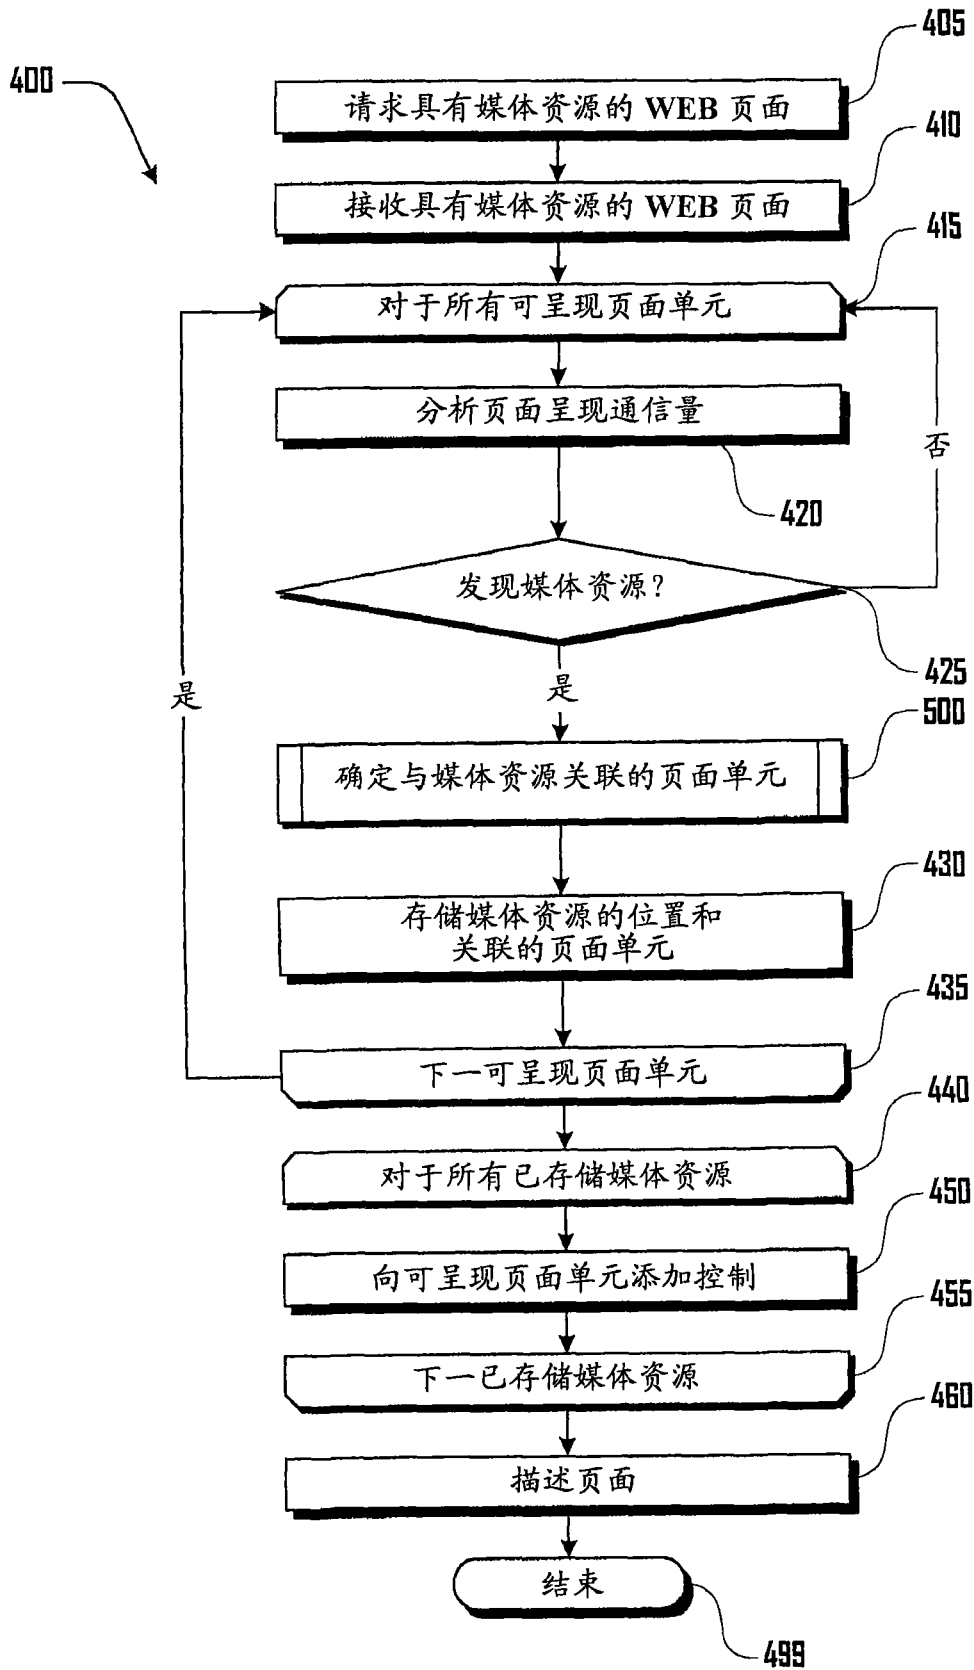 405
400
请求具有媒体资源的 WEB 页面
410
接收具有媒体资源的 WEB 页面
415
对于所有可呈现页面单元
分析页面呈现通信量
否
420
发现媒体资源?
425
是
是
500
确定与媒体资源关联的页面单元
430
存储媒体资源的位置和
关联的页面单元
435
下一可呈现页面单元
440
对于所有已存储媒体资源
450
向可呈现页面单元添加控制
455
下一已存储媒体资源
460
描述页面
结束
499